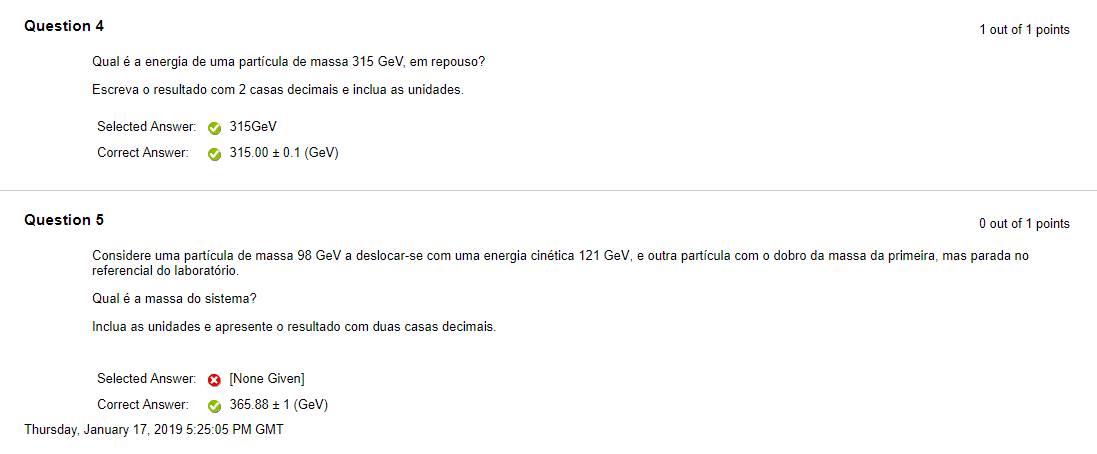 Question 4
1 out of 1 points
Qual é a energia de uma partícula de massa 315 GeV, em repouso?
Escreva o resultado com 2 casas decimais e inclua as unidades.
Selected Answer: 315GeV
Correct Answer: 315.00 ± 0.1 (GeV)
Question 5
0 out of 1 points
Considere uma partícula de massa 98 GeV a deslocar-se com uma energia cinética 121 GeV, e outra partícula com o dobro da massa da primeira, mas parada no
referencial do laboratório.
Qual é a massa do sistema?
Inclua as unidades e apresente o resultado com duas casas decimais.
Selected Answer: [None Given]
Correct Answer: 365.88 ± 1 (GeV)
Thursday, January 17, 2019 5:25:05 PM GMT